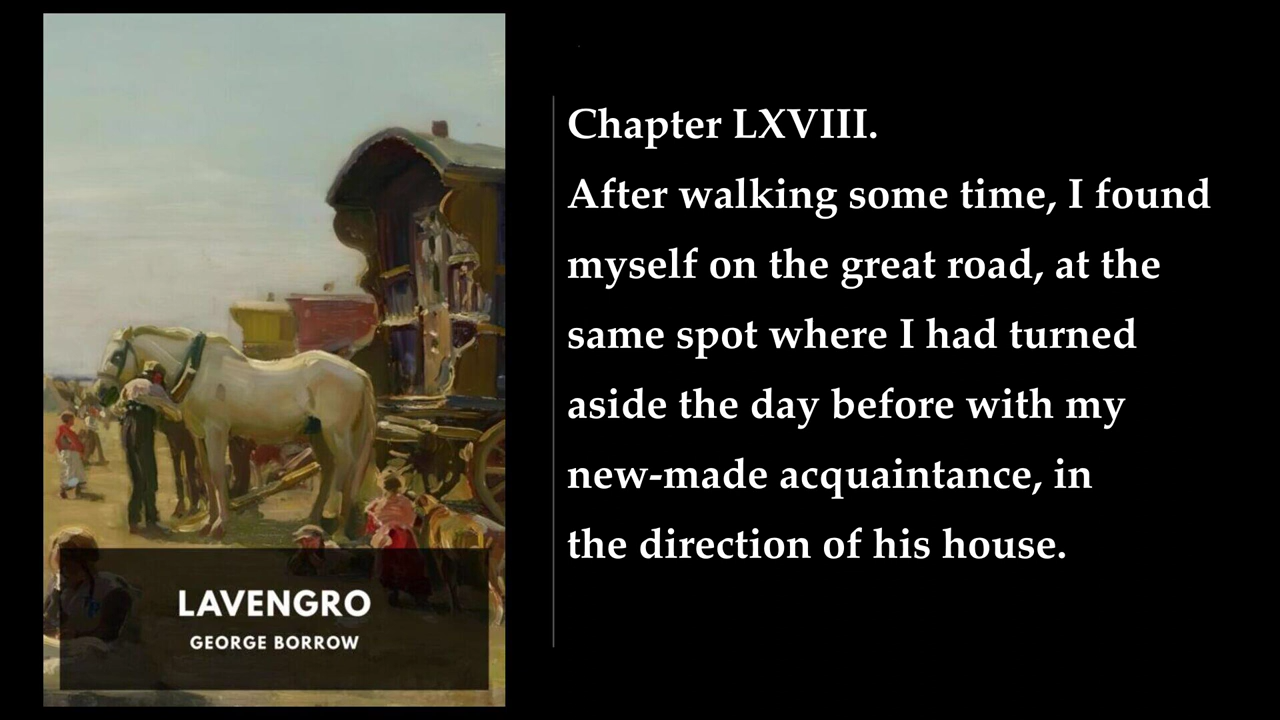 LAVENGRO
GEORGE BORROW
Chapter LXVIII.
After walking some time, I found
myself on the great road, at the
same spot where I had turned
aside the day before with my
new-made acquaintance, in
the direction of his house.